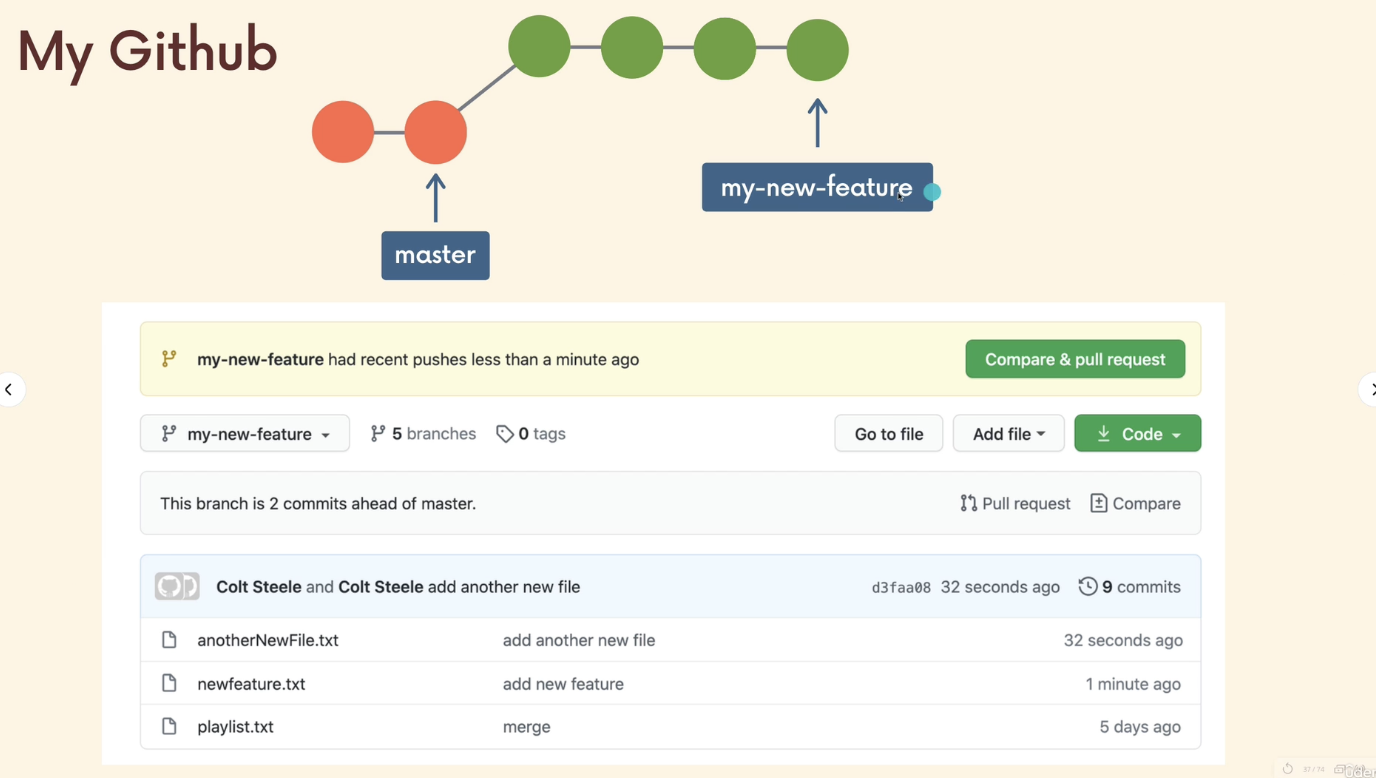 My Github
my-new-feature
master
my-new-feature had recent pushes less than a minute ago
Compare & pull request
my-new-feature
5 branches
0 tags
Go to file
Add file
Code
This branch is 2 commits ahead of master.
Pull request
Compare
Colt Steele and Colt Steele add another new file
d3faa08 32 seconds ago
9 commits
anotherNewFile.txt
add another new file
32 seconds ago
newfeature.txt
add new feature
1 minute ago
playlist.txt
merge
5 days ago
37 / 74